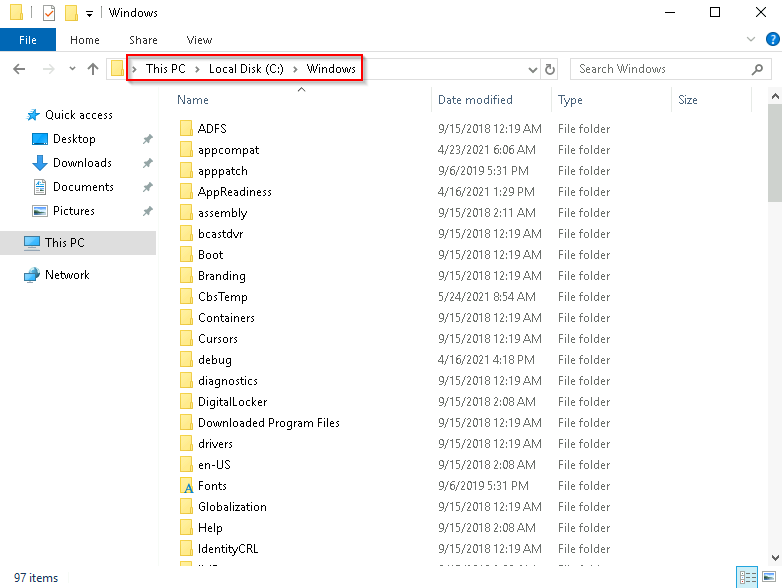 Windows
File Home Share View
This PC Local Disk (C:) Windows Search Windows
Name Date modified Type Size
Quick access
Desktop
Downloads
Documents
Pictures
This PC
Network
ADFS 9/15/2018 12:19 AM File folder
appcompat 4/23/2021 6:06 AM File folder
apppatch 9/6/2019 5:31 PM File folder
AppReadiness 4/16/2021 1:29 PM File folder
assembly 9/15/2018 2:11 AM File folder
bcastdvr 9/15/2018 12:19 AM File folder
Boot 9/15/2018 12:19 AM File folder
Branding 9/15/2018 12:19 AM File folder
CbsTemp 5/24/2021 8:54 AM File folder
Containers 9/15/2018 12:19 AM File folder
Cursors 9/15/2018 12:19 AM File folder
debug 4/16/2021 4:18 PM File folder
diagnostics 9/15/2018 12:19 AM File folder
DigitalLocker 9/15/2018 2:08 AM File folder
Downloaded Program Files 9/15/2018 12:19 AM File folder
drivers 9/15/2018 12:19 AM File folder
en-US 9/15/2018 2:08 AM File folder
Fonts 9/6/2019 5:31 PM File folder
Globalization 9/15/2018 12:19 AM File folder
Help 9/15/2018 2:08 AM File folder
IdentityCRL 9/15/2018 12:19 AM File folder
97 items